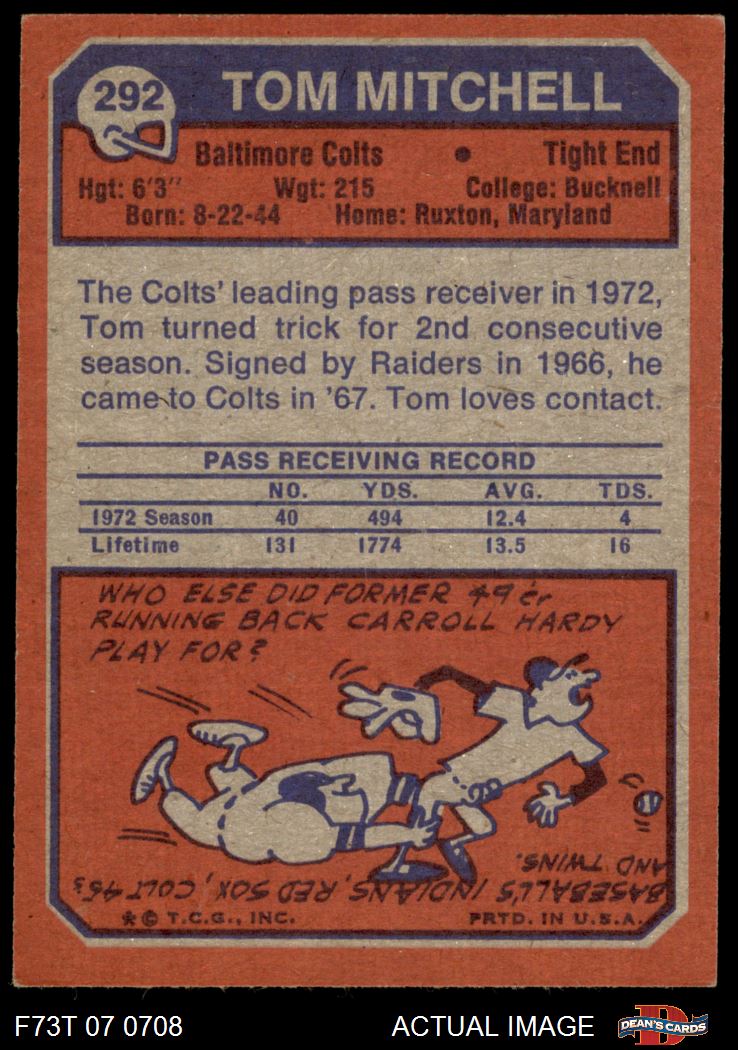 292 TOM MITCHELL
Baltimore Colts • Tight End
Hgt: 6'3" Wgt: 215 College: Bucknell
Born: 8-22-44 Home: Ruxton, Maryland
The Colts' leading pass receiver in 1972,
Tom turned trick for 2nd consecutive
season. Signed by Raiders in 1966, he
came to Colts in '67. Tom loves contact.
PASS RECEIVING RECORD
NO. YDS. AVG. TDS.
1972 Season 40 494 12.4 4
Lifetime 131 1774 13.5 16
WHO ELSE DID FORMER 49'er
RUNNING BACK CARROLL HARDY
PLAY FOR?
BASEBALL'S INDIANS, RED SOX, COLT 45's
AND TWINS.
* © T.C.G., INC. PRTD. IN U.S.A.
F73T 07 0708 ACTUAL IMAGE DEAN'S CARDS